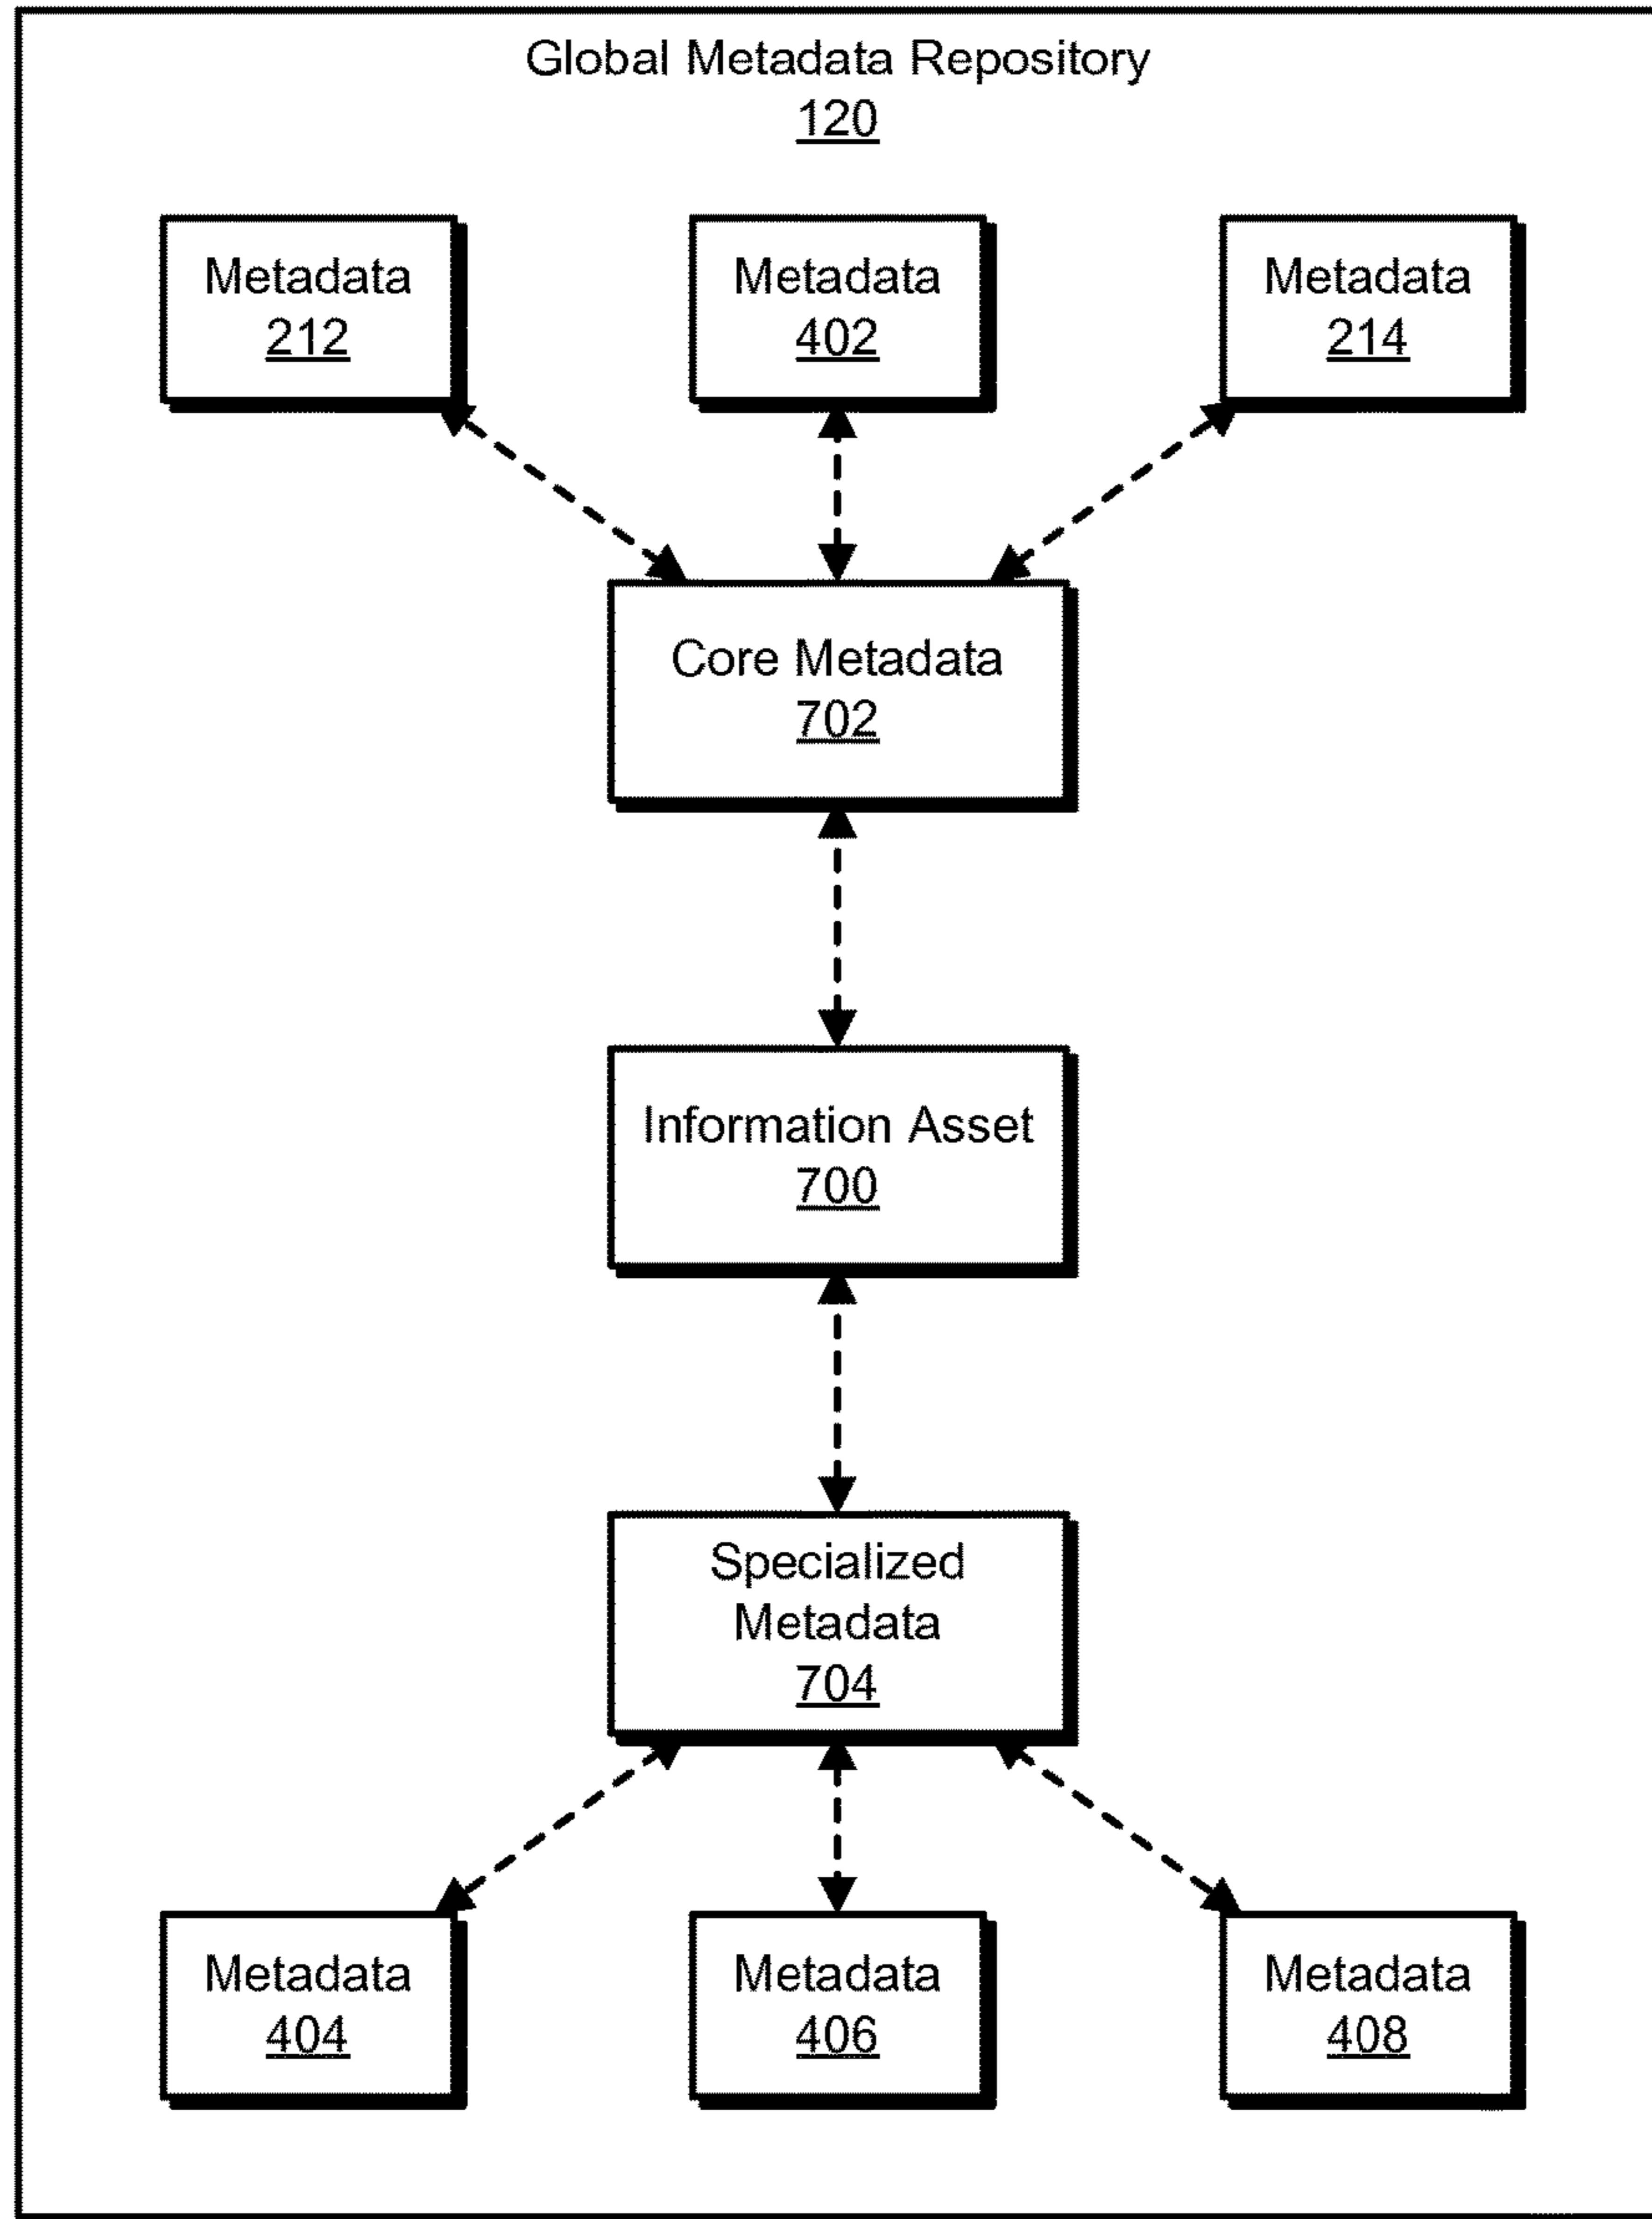 Global Metadata Repository
120
Metadata
212
Metadata
402
Metadata
214
Core Metadata
702
Information Asset
700
Specialized
Metadata
704
Metadata
404
Metadata
406
Metadata
408